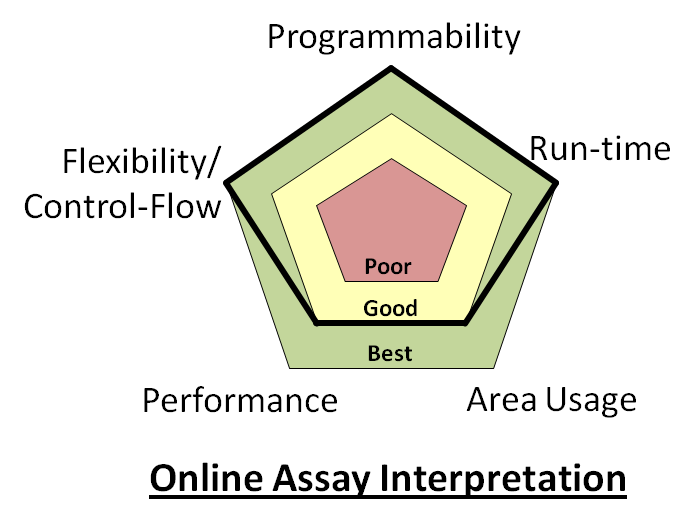 Programmability
Run-time
Flexibility/
Control-Flow
Poor
Good
Best
Performance
Area Usage
Online Assay Interpretation